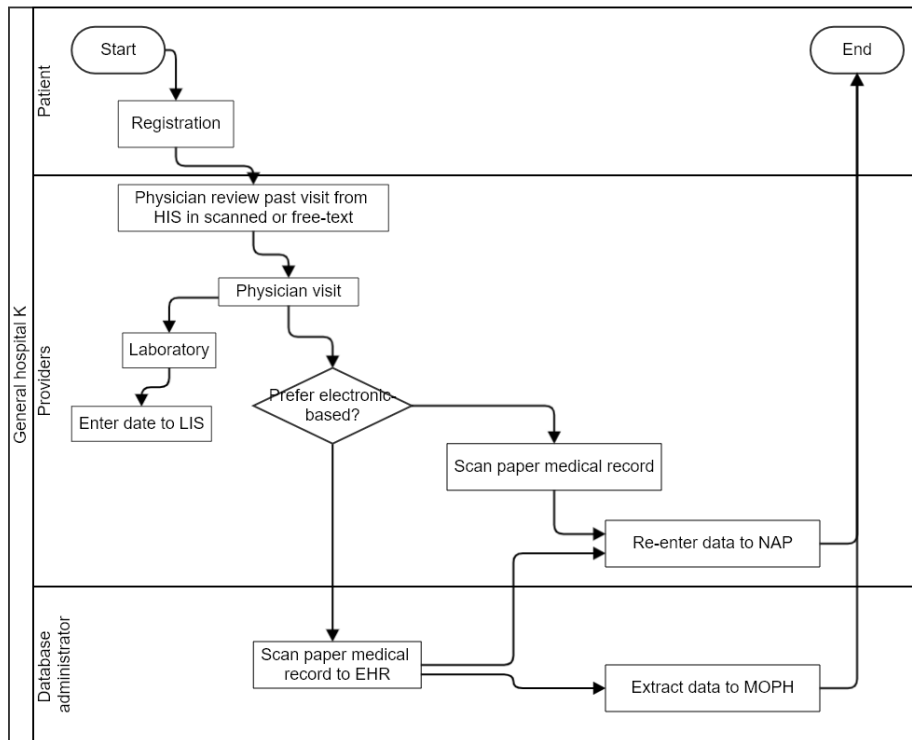 General hospital K
Patient
Start
End
Registration
Providers
Physician review past visit from
HIS in scanned or free-text
Physician visit
Laboratory
Enter date to LIS
Prefer electronic-
based?
Scan paper medical record
Re-enter data to NAP
Database
administrator
Scan paper medical
record to EHR
Extract data to MOPH